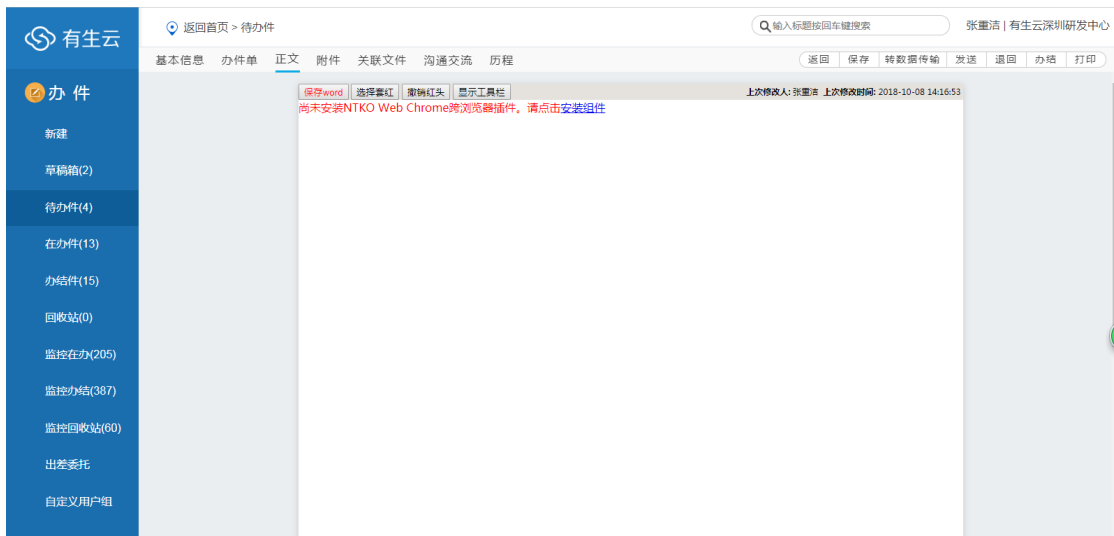 有生云
返回首页 > 待办件
输入标题按回车键搜索
张重洁 | 有生云深圳研发中心
基本信息 办件单 正文 附件 关联文件 沟通交流 历程
返回 保存 转数据传输 发送 退回 办结 打印
办 件
新建
草稿箱(2)
待办件(4)
在办件(13)
办结件(15)
回收站(0)
监控在办(205)
监控办结(387)
监控回收站(60)
出差委托
自定义用户组
保存word 选择套红 撤销红头 显示工具栏
上次修改人: 张重洁 上次修改时间: 2018-10-08 14:16:53
尚未安装NTKO Web Chrome跨浏览器插件。请点击安装组件